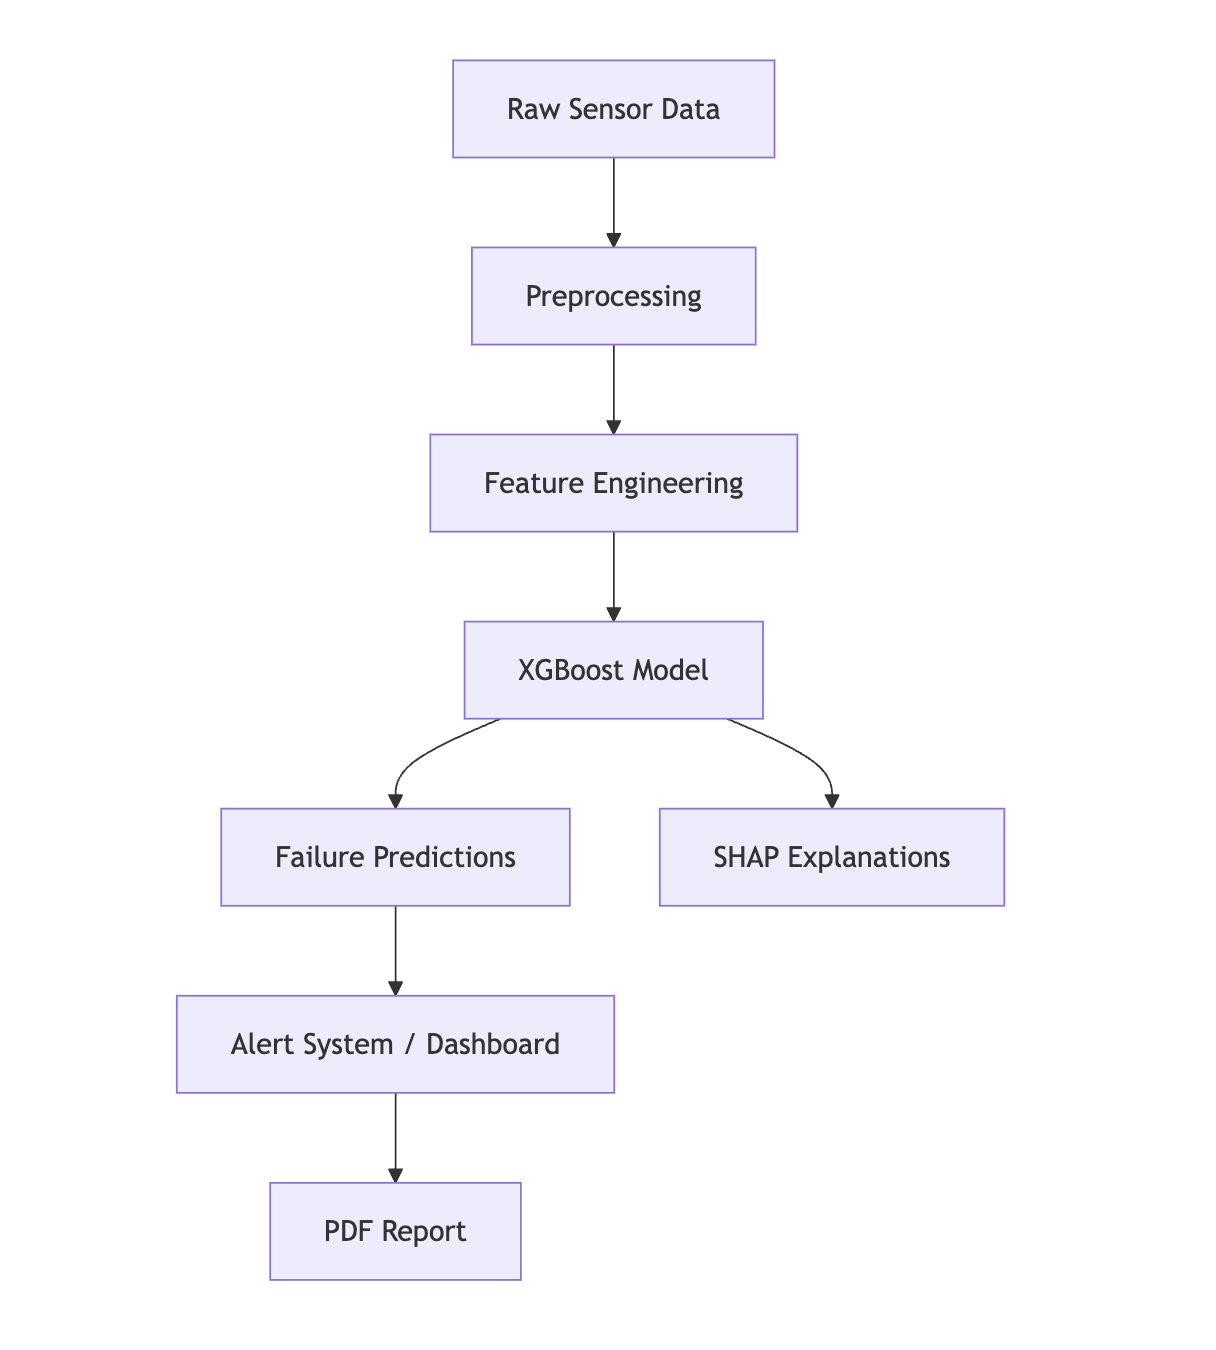 Raw Sensor Data
Preprocessing
Feature Engineering
XGBoost Model
Failure Predictions
SHAP Explanations
Alert System / Dashboard
PDF Report